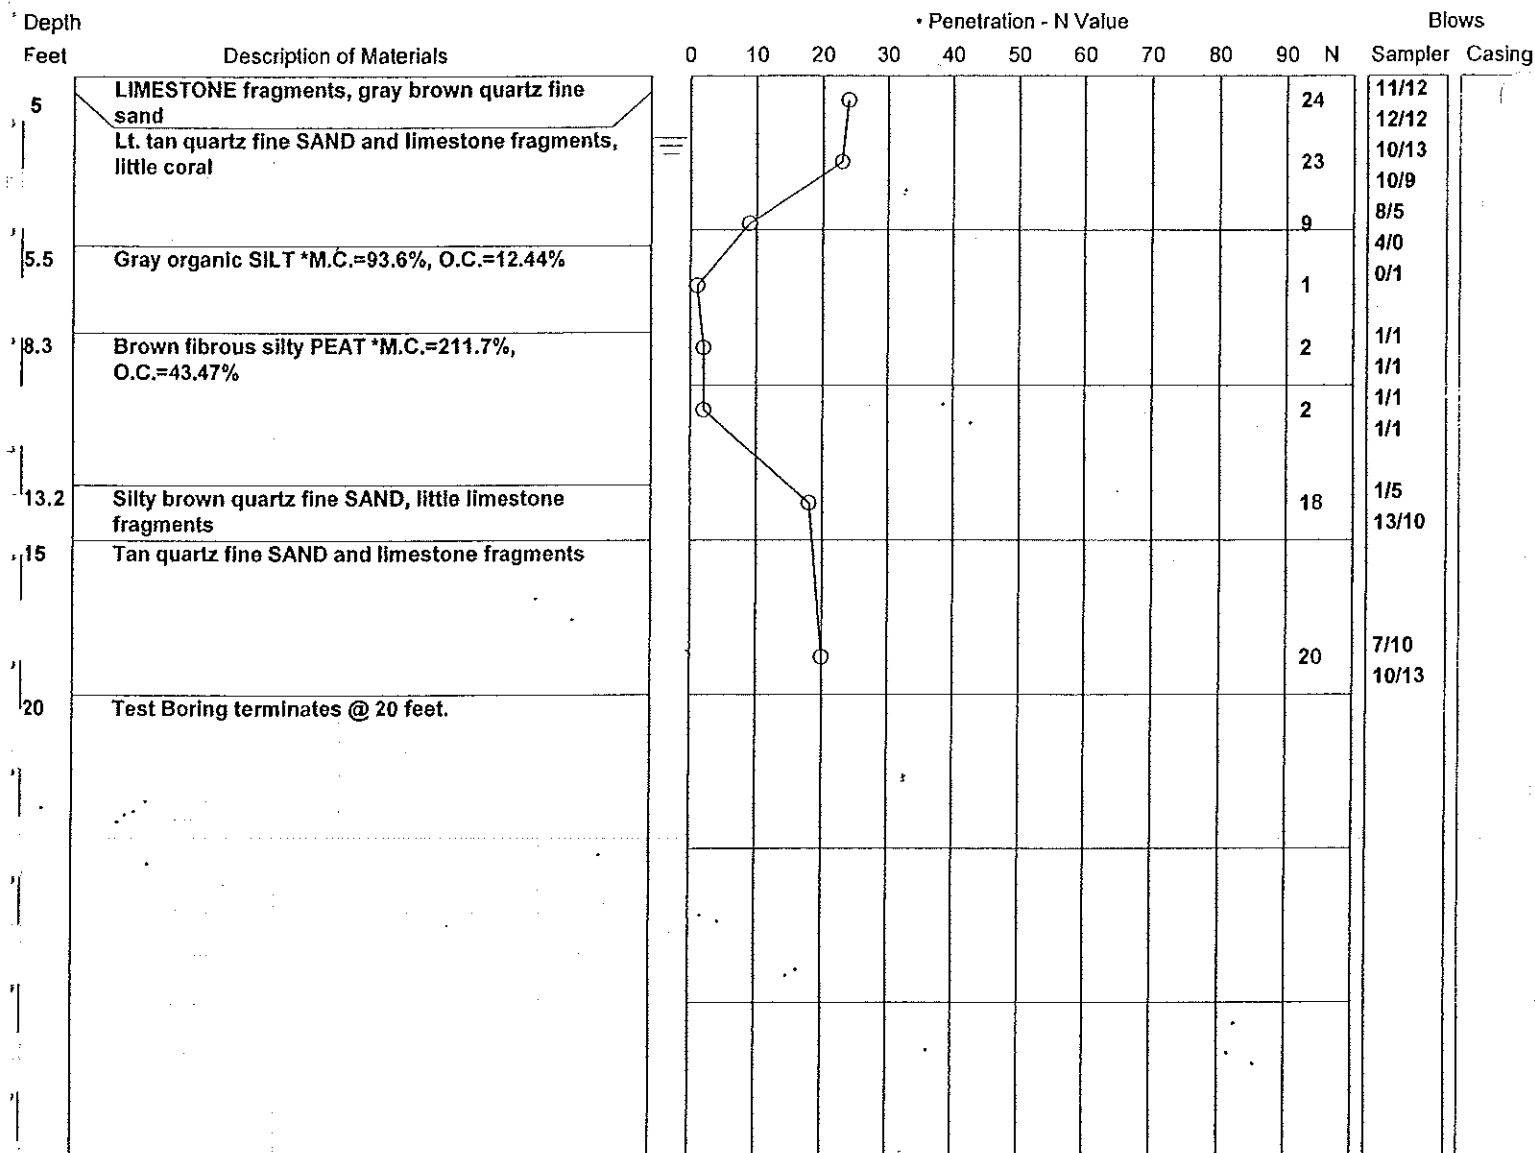 Depth • Penetration - N Value Blows
Feet Description of Materials 0 10 20 30 40 50 60 70 80 90 N Sampler Casing
LIMESTONE fragments, gray brown quartz fine 11/12
5 24
sand 12/12
Lt. tan quartz fine SAND and limestone fragments, 10/13
little coral 23
10/9
8/5
9
4/0
5.5 Gray organic SILT *M.C.=93.6%, O.C.=12.44% 0/1
1
8.3 Brown fibrous silty PEAT *M.C.=211.7%, 2 1/1
O.C.=43.47% 1/1
2 1/1
1/1
13.2 Silty brown quartz fine SAND, little limestone 18 1/5
fragments 13/10
15 Tan quartz fine SAND and limestone fragments
20 7/10
10/13
20 Test Boring terminates @ 20 feet.